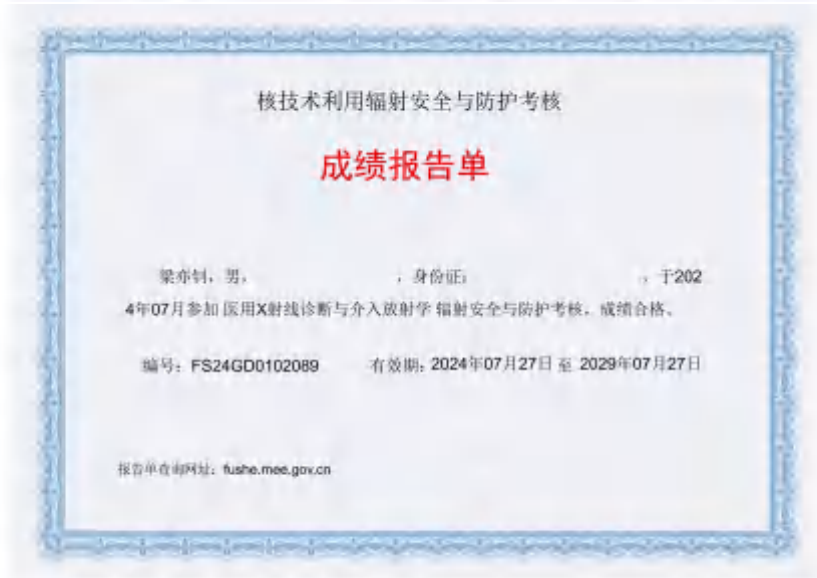 核技术利用辐射安全与防护考核
成绩报告单
梁亦钊，男， ，身份证： ，于202
4年07月参加 医用X射线诊断与介入放射学 辐射安全与防护考核，成绩合格。
编号：FS24GD0102089 有效期：2024年07月27日 至 2029年07月27日
报告单查询网址：fushe.mee.gov.cn